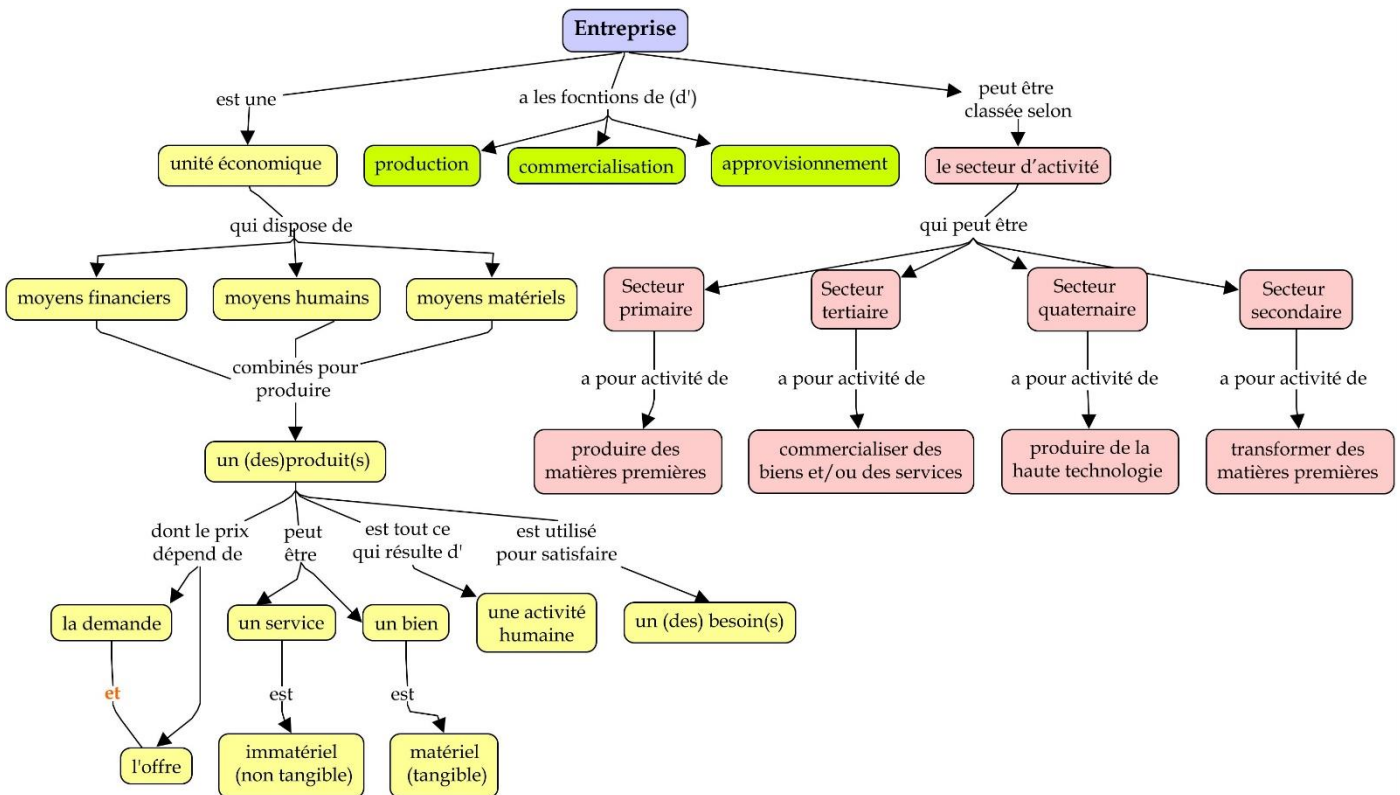 Entreprise
est une
a les focntions de (d')
peut être
classée selon
unité économique
production
commercialisation
approvisionnement
le secteur d'activité
qui dispose de
qui peut être
moyens financiers
moyens humains
moyens matériels
Secteur
primaire
Secteur
tertiaire
Secteur
quaternaire
Secteur
secondaire
combinés pour
produire
a pour activité de
a pour activité de
a pour activité de
a pour activité de
un (des)produit(s)
produire des
matières premières
commercialiser des
biens et/ou des services
produire de la
haute technologie
transformer des
matières premières
dont le prix
dépend de
peut
être
est tout ce
qui résulte d'
est utilisé
pour satisfaire
la demande
un service
un bien
une activité
humaine
un (des) besoin(s)
et
est
est
l'offre
immatériel
(non tangible)
matériel
(tangible)